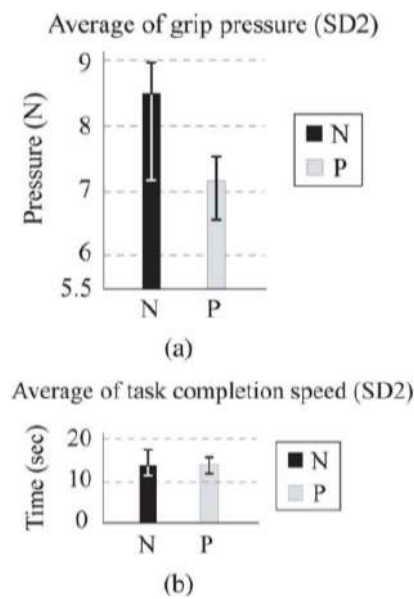 Average of grip pressure (SD2)
Pressure (N)
9
8
7
6
5.5
N
P
N P
(a)
Average of task completion speed (SD2)
Time (sec)
20
10
0
N
P
N P
(b)